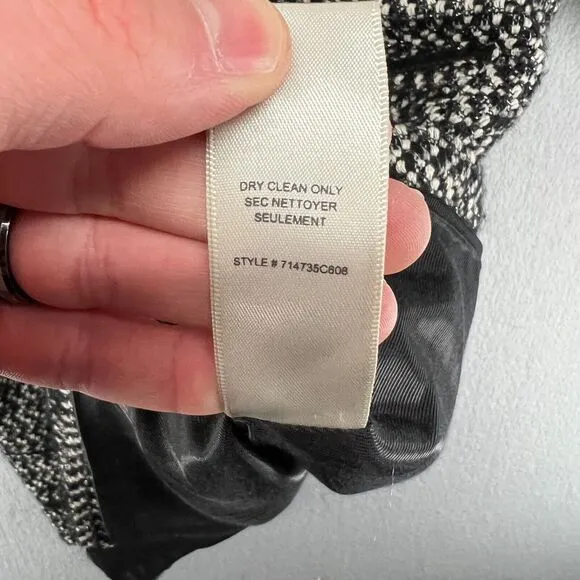 DRY CLEAN ONLY
SEC NETTOYER
SEULEMENT
STYLE # 714735C608